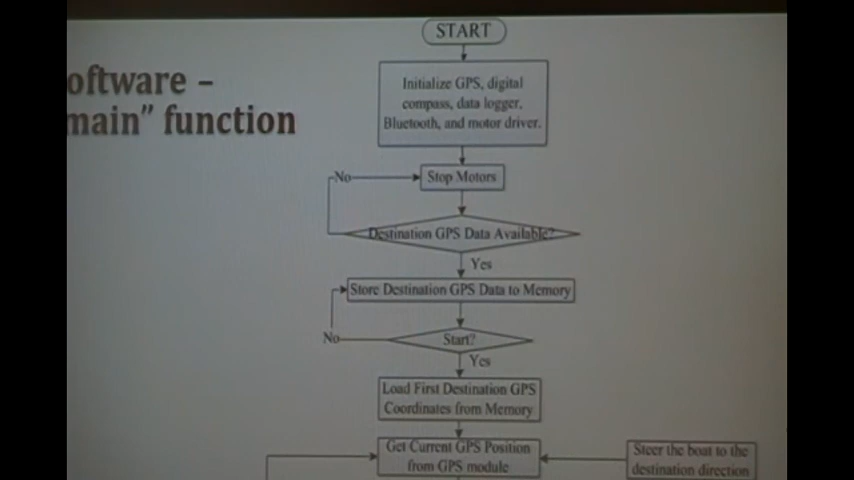 oftware –
main” function
START
Initialize GPS, digital
compass, data logger,
Bluetooth, and motor driver.
No
Stop Motors
Destination GPS Data Available?
Yes
Store Destination GPS Data to Memory
No
Start?
Yes
Load First Destination GPS
Coordinates from Memory
Get Current GPS Position
from GPS module
Steer the boat to the
destination direction